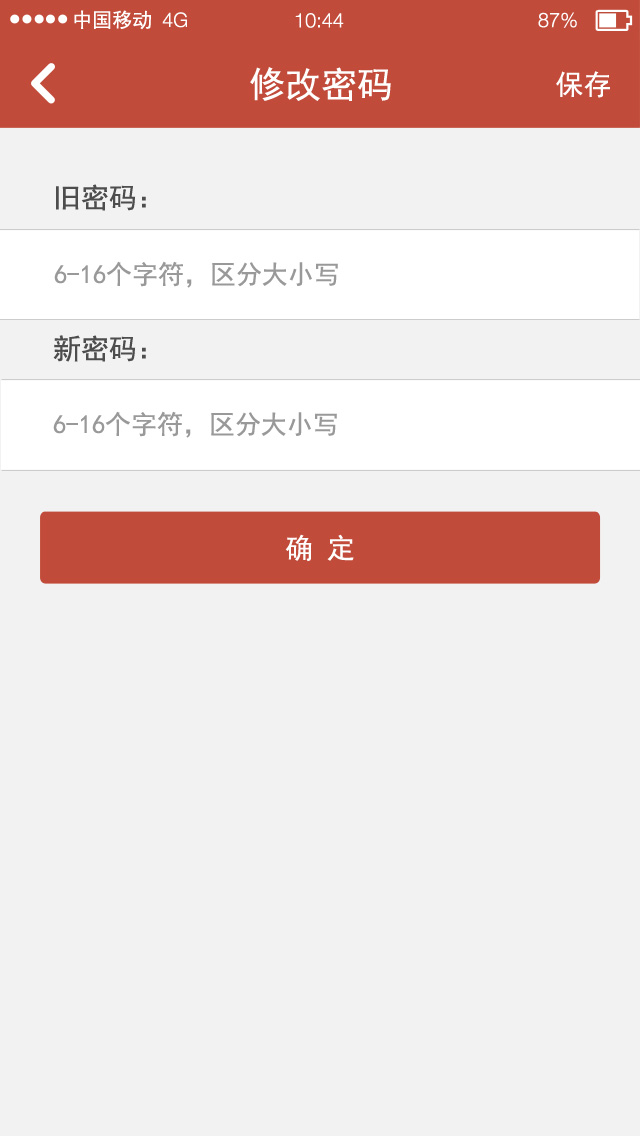 中国移动 4G 10:44 87%
修改密码 保存
旧密码：
6-16个字符，区分大小写
新密码：
6-16个字符，区分大小写
确 定